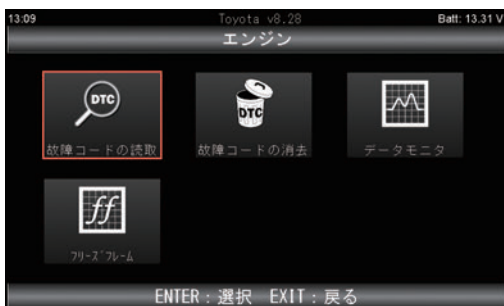 13:09 Toyota v8.28 Batt: 13.31 V
エンジン
DTC DTC
故障コードの読取 故障コードの消去 データモニタ
ff
フリーズフレーム
ENTER：選択 EXIT：戻る